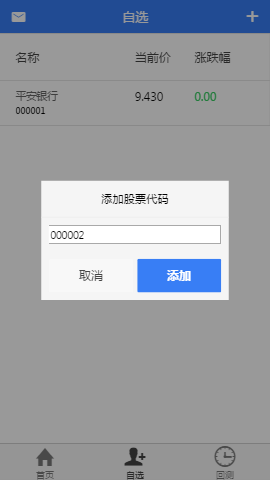 自选
名称 当前价 涨跌幅
平安银行 9.430 0.00
000001
添加股票代码
000002
取消 添加
首页 自选 回测